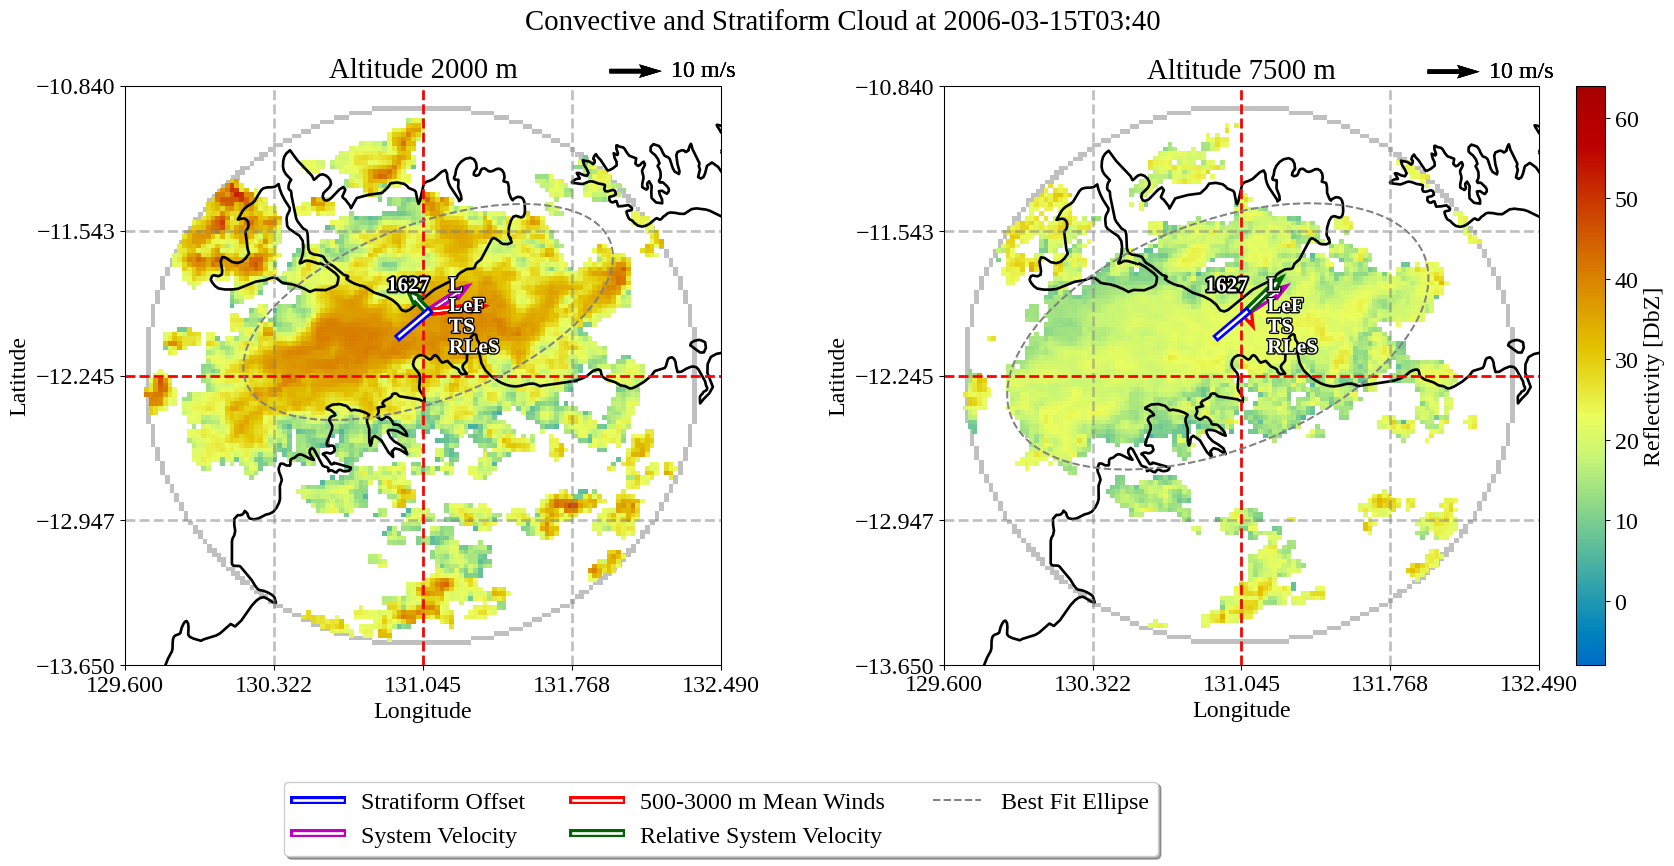 Convective and Stratiform Cloud at 2006-03-15T03:40
Altitude 2000 m
10 m/s
Altitude 7500 m
10 m/s
−10.840
−11.543
−12.245
−12.947
−13.650
Latitude
129.600
130.322
131.045
131.768
132.490
Longitude
1627
L
LeF
TS
RLeS
−10.840
−11.543
−12.245
−12.947
−13.650
Latitude
129.600
130.322
131.045
131.768
132.490
Longitude
1627
L
LeF
TS
RLeS
60
50
40
30
20
10
0
Reflectivity [DbZ]
Stratiform Offset
System Velocity
500-3000 m Mean Winds
Relative System Velocity
Best Fit Ellipse